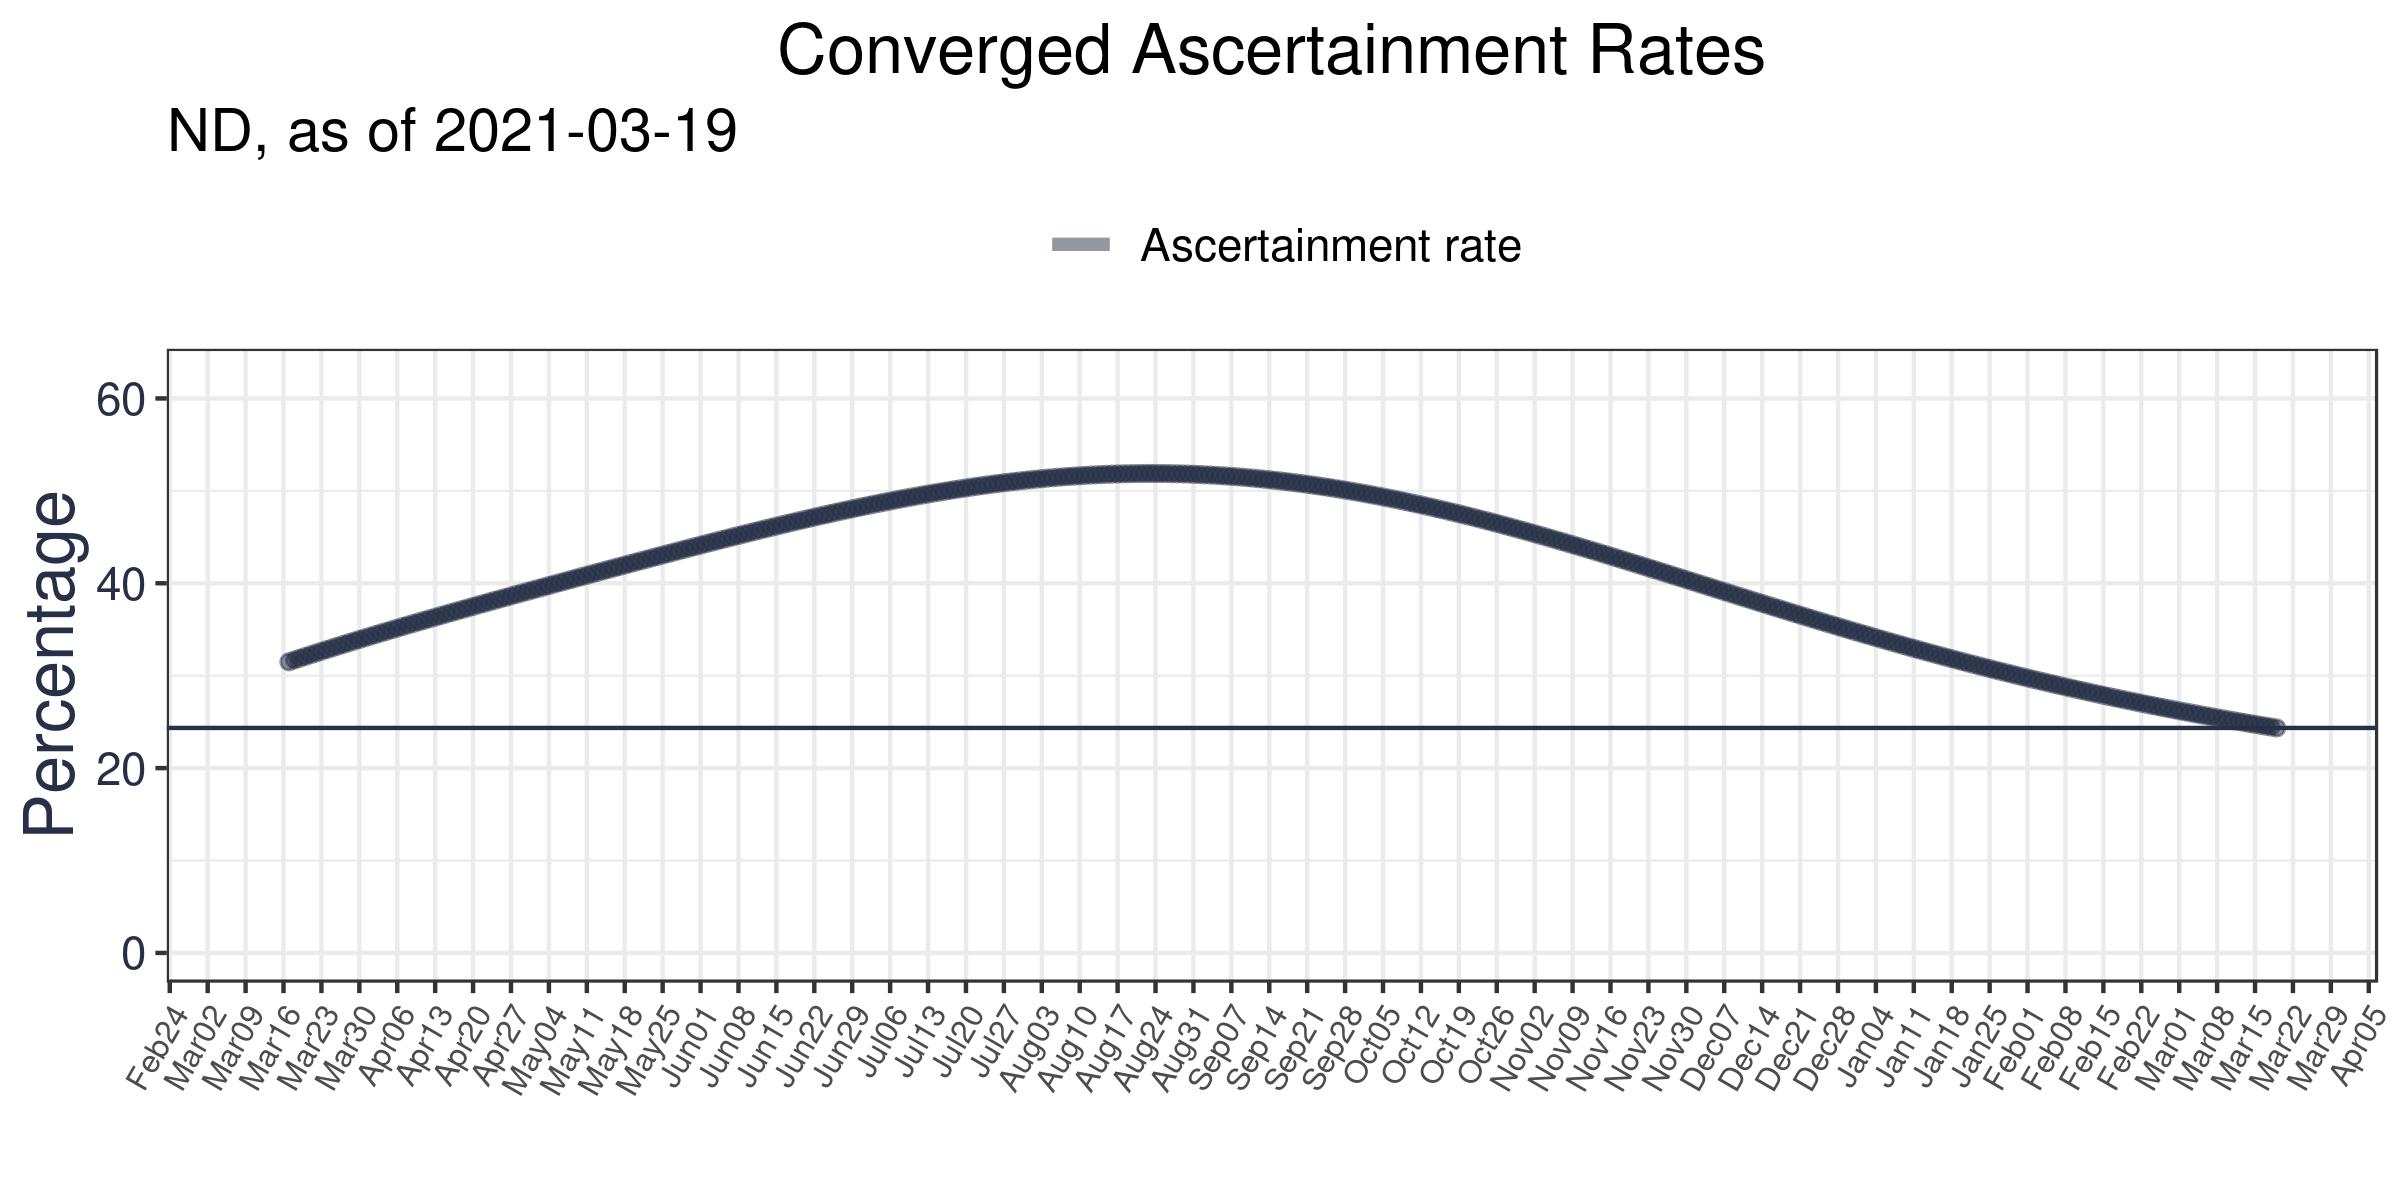 Converged Ascertainment Rates
ND, as of 2021-03-19
Ascertainment rate
Percentage
60
40
20
0
Feb24 Mar02 Mar09 Mar16 Mar23 Mar30 Apr06 Apr13 Apr20 Apr27 May04 May11 May18 May25 Jun01 Jun08 Jun15 Jun22 Jun29 Jul06 Jul13 Jul20 Jul27 Aug03 Aug10 Aug17 Aug24 Aug31 Sep07 Sep14 Sep21 Sep28 Oct05 Oct12 Oct19 Oct26 Nov02 Nov09 Nov16 Nov23 Nov30 Dec07 Dec14 Dec21 Dec28 Jan04 Jan11 Jan18 Jan25 Feb01 Feb08 Feb15 Feb22 Mar01 Mar08 Mar15 Mar22 Mar29 Apr05